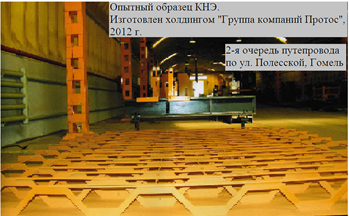 Опытный образец КНЭ.
Изготовлен холдингом "Группа компаний Протос",
2012 г.
2-я очередь путепровода
по ул. Полесской, Гомель